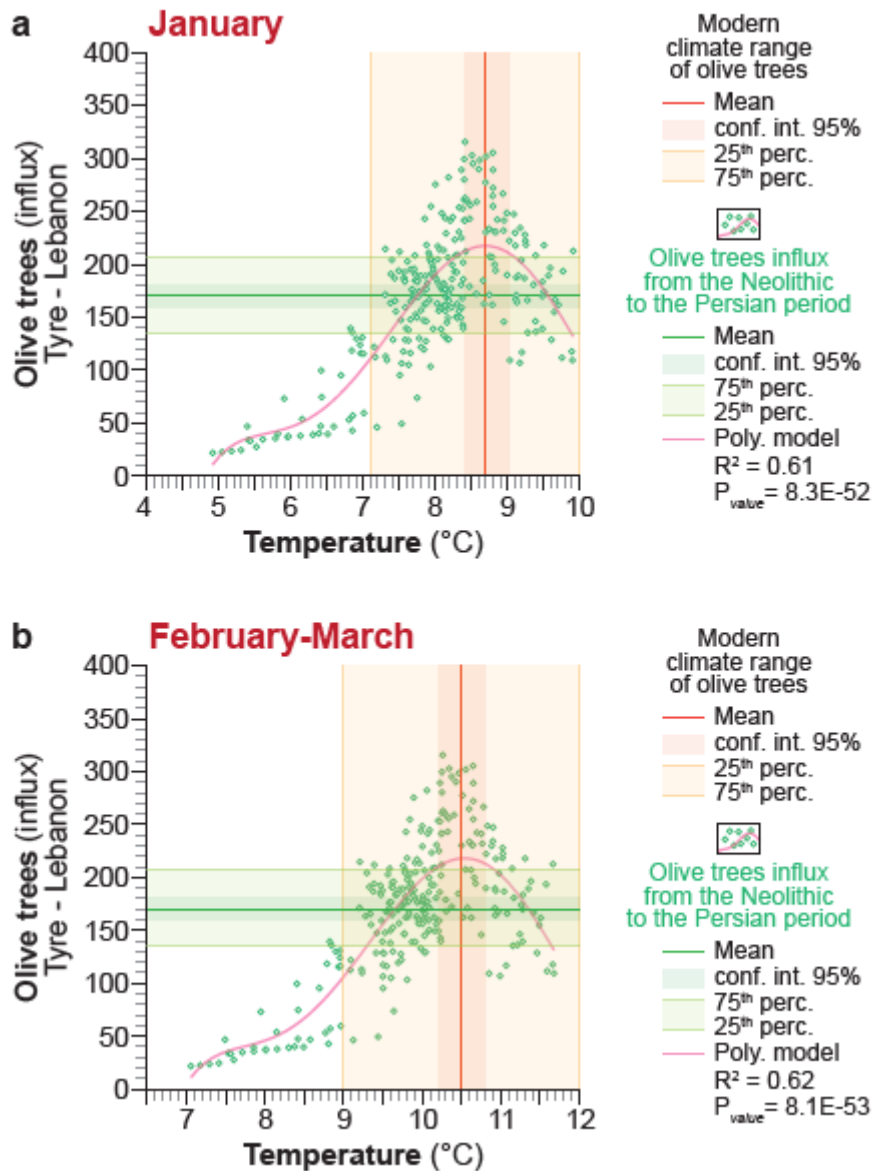 a January
400
350
300
250
200
150
100
50
0
Olive trees (influx)
Tyre - Lebanon
4 5 6 7 8 9 10
Temperature (°C)
Modern
climate range
of olive trees
Mean
conf. int. 95%
25th perc.
75th perc.
Olive trees influx
from the Neolithic
to the Persian period
Mean
conf. int. 95%
75th perc.
25th perc.
Poly. model
R² = 0.61
Pvalue= 8.3E-52
b February-March
400
350
300
250
200
150
100
50
0
Olive trees (influx)
Tyre - Lebanon
7 8 9 10 11 12
Temperature (°C)
Modern
climate range
of olive trees
Mean
conf. int. 95%
25th perc.
75th perc.
Olive trees influx
from the Neolithic
to the Persian period
Mean
conf. int. 95%
75th perc.
25th perc.
Poly. model
R² = 0.62
Pvalue= 8.1E-53